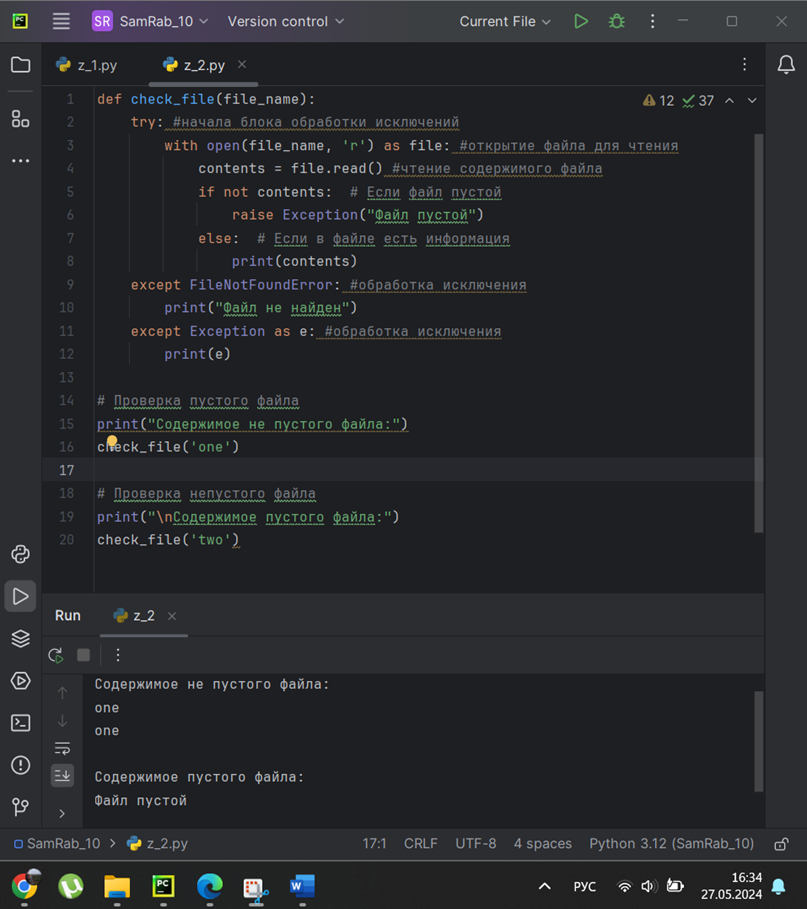 SR SamRab_10 Version control Current File
z_1.py z_2.py
12 37
1 def check_file(file_name):
2 try: #начала блока обработки исключений
3 with open(file_name, 'r') as file: #открытие файла для чтения
4 contents = file.read() #чтение содержимого файла
5 if not contents: # Если файл пустой
6 raise Exception("Файл пустой")
7 else: # Если в файле есть информация
8 print(contents)
9 except FileNotFoundError: #обработка исключения
10 print("Файл не найден")
11 except Exception as e: #обработка исключения
12 print(e)
13
14 # Проверка пустого файла
15 print("Содержимое не пустого файла:")
16 check_file('one')
17
18 # Проверка непустого файла
19 print("\nСодержимое пустого файла:")
20 check_file('two')
Run z_2
Содержимое не пустого файла:
one
one
Содержимое пустого файла:
Файл пустой
SamRab_10 > z_2.py 17:1 CRLF UTF-8 4 spaces Python 3.12 (SamRab_10)
РУС 16:34
27.05.2024